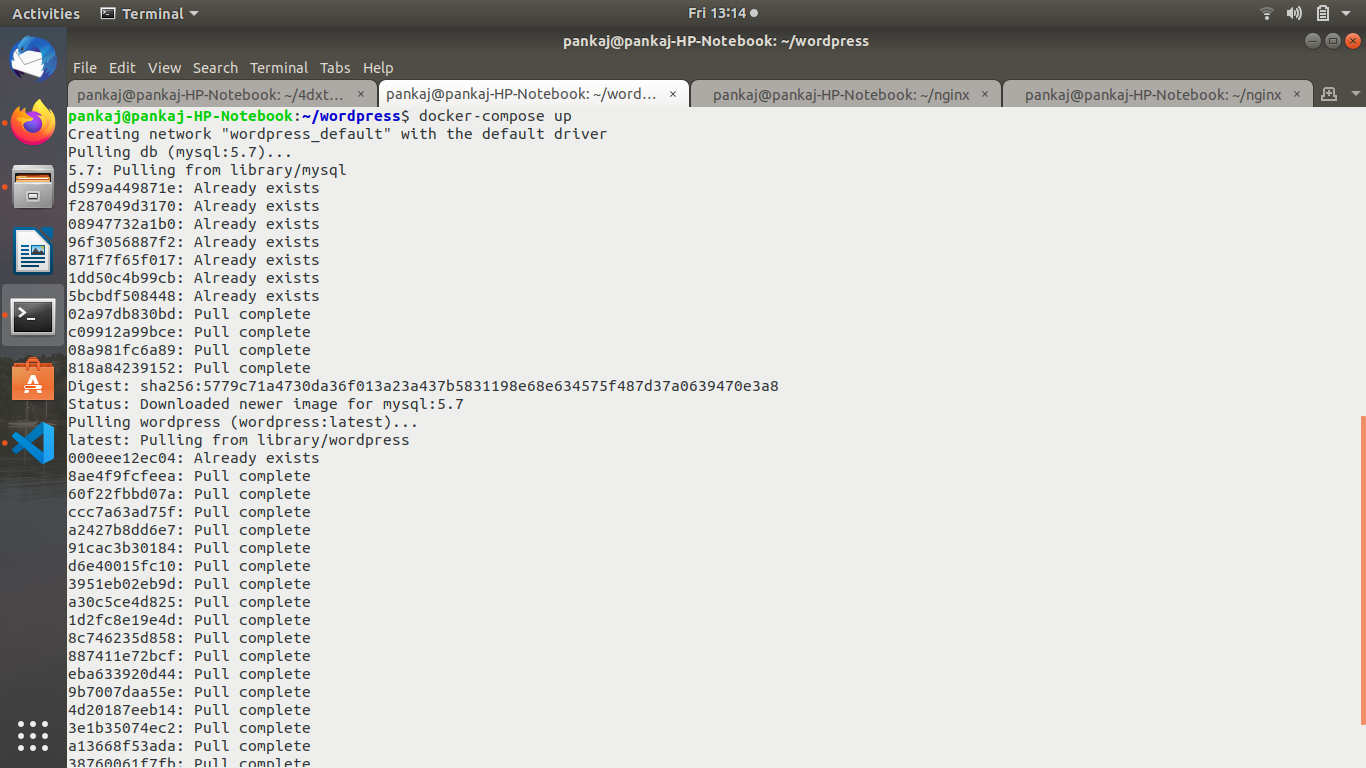 Activities Terminal Fri 13:14
pankaj@pankaj-HP-Notebook: ~/wordpress
File Edit View Search Terminal Tabs Help
pankaj@pankaj-HP-Notebook: ~/4dxt... × pankaj@pankaj-HP-Notebook: ~/word... × pankaj@pankaj-HP-Notebook: ~/nginx × pankaj@pankaj-HP-Notebook: ~/nginx ×
pankaj@pankaj-HP-Notebook:~/wordpress$ docker-compose up
Creating network "wordpress_default" with the default driver
Pulling db (mysql:5.7)...
5.7: Pulling from library/mysql
d599a449871e: Already exists
f287049d3170: Already exists
08947732a1b0: Already exists
96f3056887f2: Already exists
871f7f65f017: Already exists
1dd50c4b99cb: Already exists
5bcbdf508448: Already exists
02a97db830bd: Pull complete
c09912a99bce: Pull complete
08a981fc6a89: Pull complete
818a84239152: Pull complete
Digest: sha256:5779c71a4730da36f013a23a437b5831198e68e634575f487d37a0639470e3a8
Status: Downloaded newer image for mysql:5.7
Pulling wordpress (wordpress:latest)...
latest: Pulling from library/wordpress
000eee12ec04: Already exists
8ae4f9fcfeea: Pull complete
60f22fbbd07a: Pull complete
ccc7a63ad75f: Pull complete
a2427b8dd6e7: Pull complete
91cac3b30184: Pull complete
d6e40015fc10: Pull complete
3951eb02eb9d: Pull complete
a30c5ce4d825: Pull complete
1d2fc8e19e4d: Pull complete
8c746235d858: Pull complete
887411e72bcf: Pull complete
eba633920d44: Pull complete
9b7007daa55e: Pull complete
4d20187eeb14: Pull complete
3e1b35074ec2: Pull complete
a13668f53ada: Pull complete
38760061f7fb: Pull complete